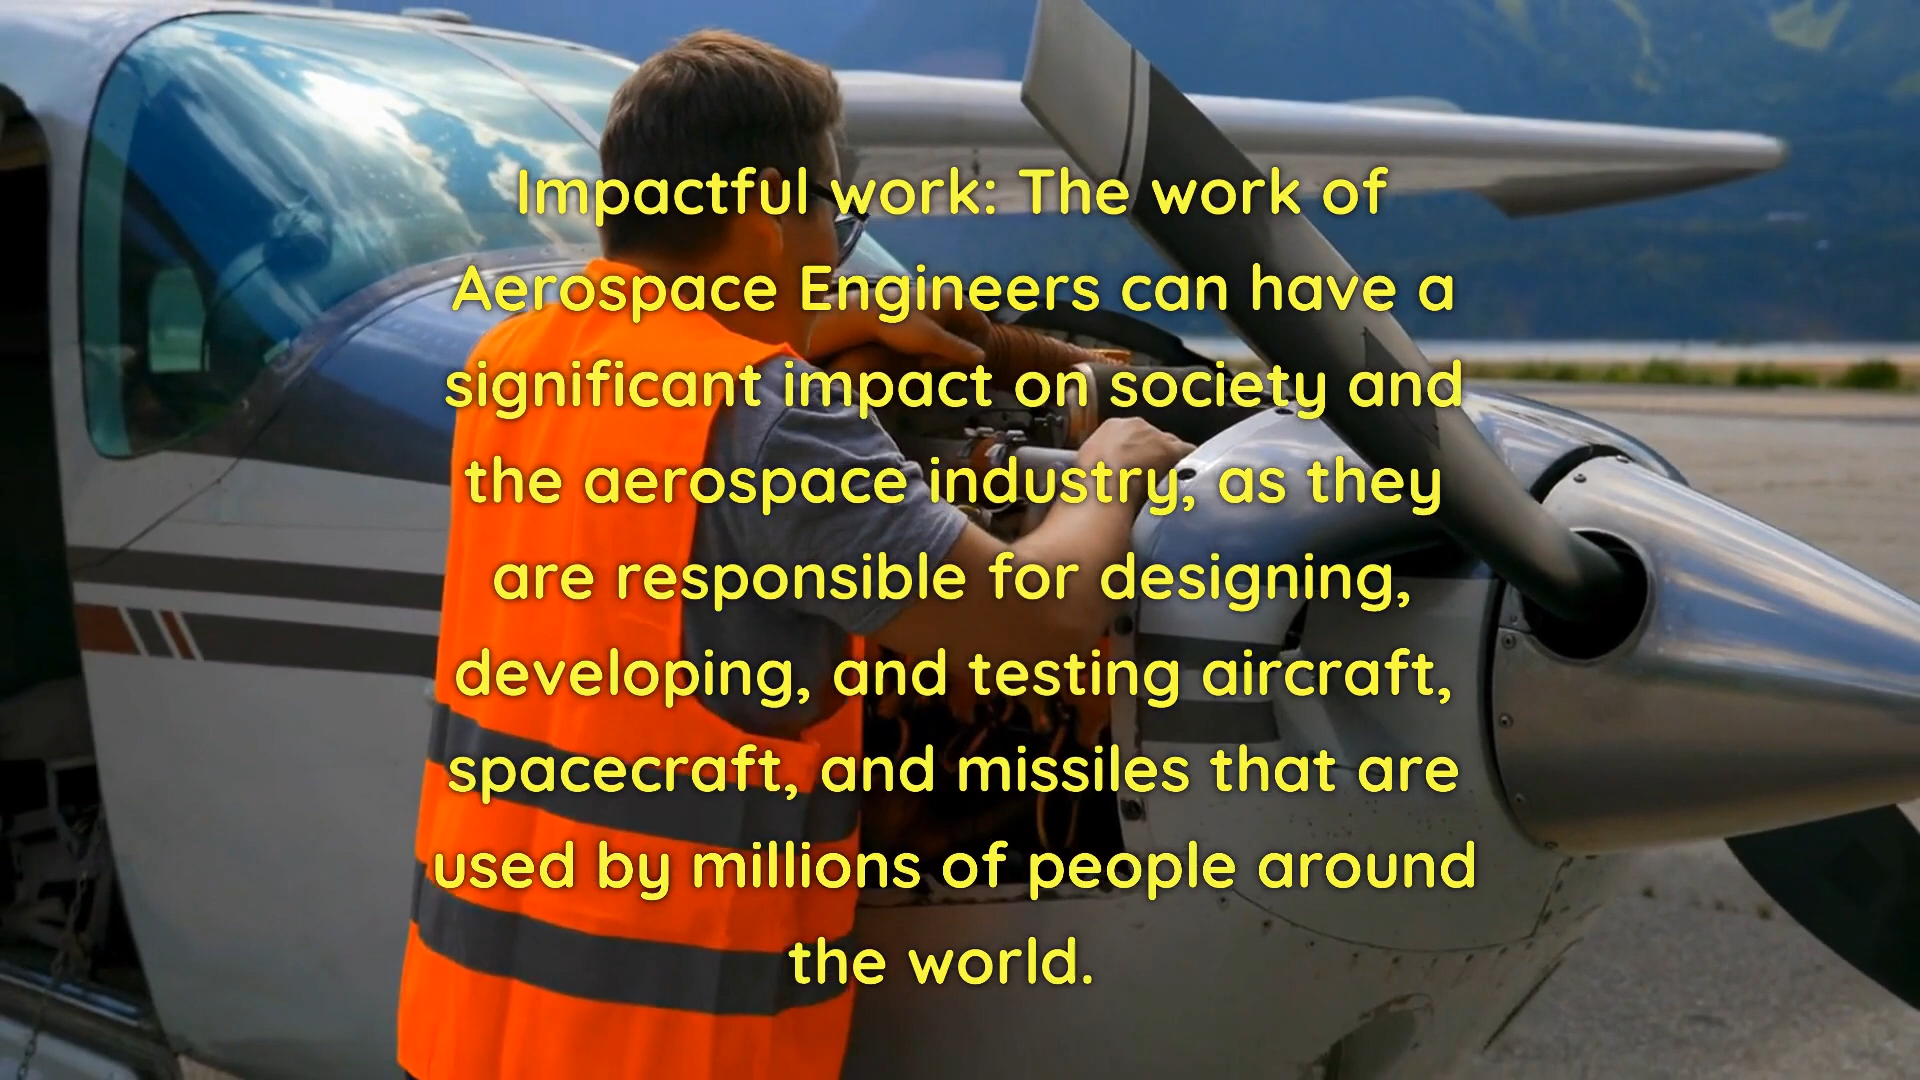 Impactful work: The work of
Aerospace Engineers can have a
significant impact on society and
the aerospace industry, as they
are responsible for designing,
developing, and testing aircraft,
spacecraft, and missiles that are
used by millions of people around
the world.